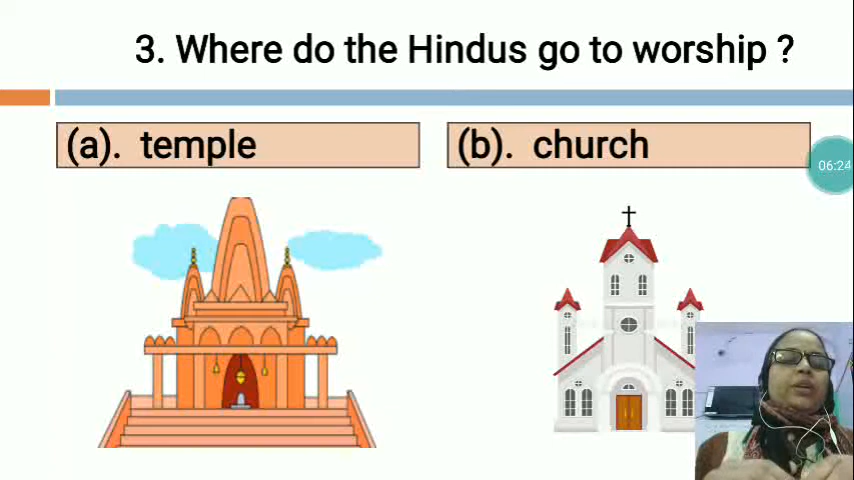 3. Where do the Hindus go to worship ?
(a). temple
(b). church
06:24